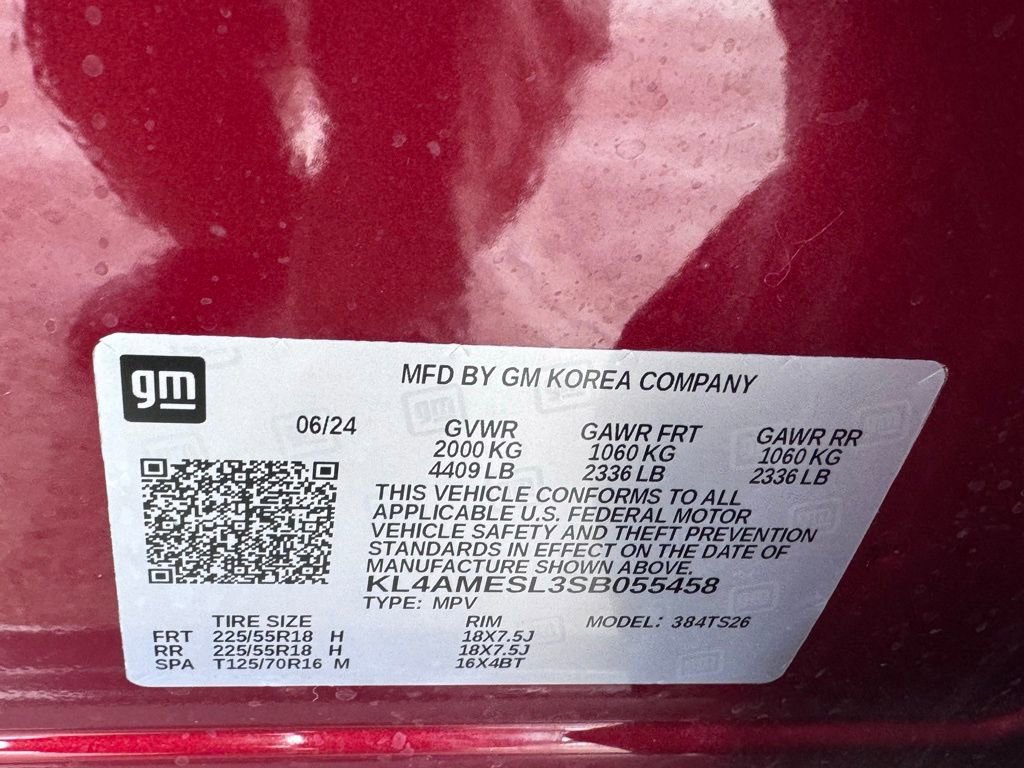 gm
MFD BY GM KOREA COMPANY
06/24
GVWR GAWR FRT GAWR RR
2000 KG 1060 KG 1060 KG
4409 LB 2336 LB 2336 LB
THIS VEHICLE CONFORMS TO ALL
APPLICABLE U.S. FEDERAL MOTOR
VEHICLE SAFETY AND THEFT PREVENTION
STANDARDS IN EFFECT ON THE DATE OF
MANUFACTURE SHOWN ABOVE.
KL4AMESL3SB055458
TYPE: MPV
TIRE SIZE RIM MODEL: 384TS26
FRT 225/55R18 H 18X7.5J
RR 225/55R18 H 18X7.5J
SPA T125/70R16 M 16X4BT